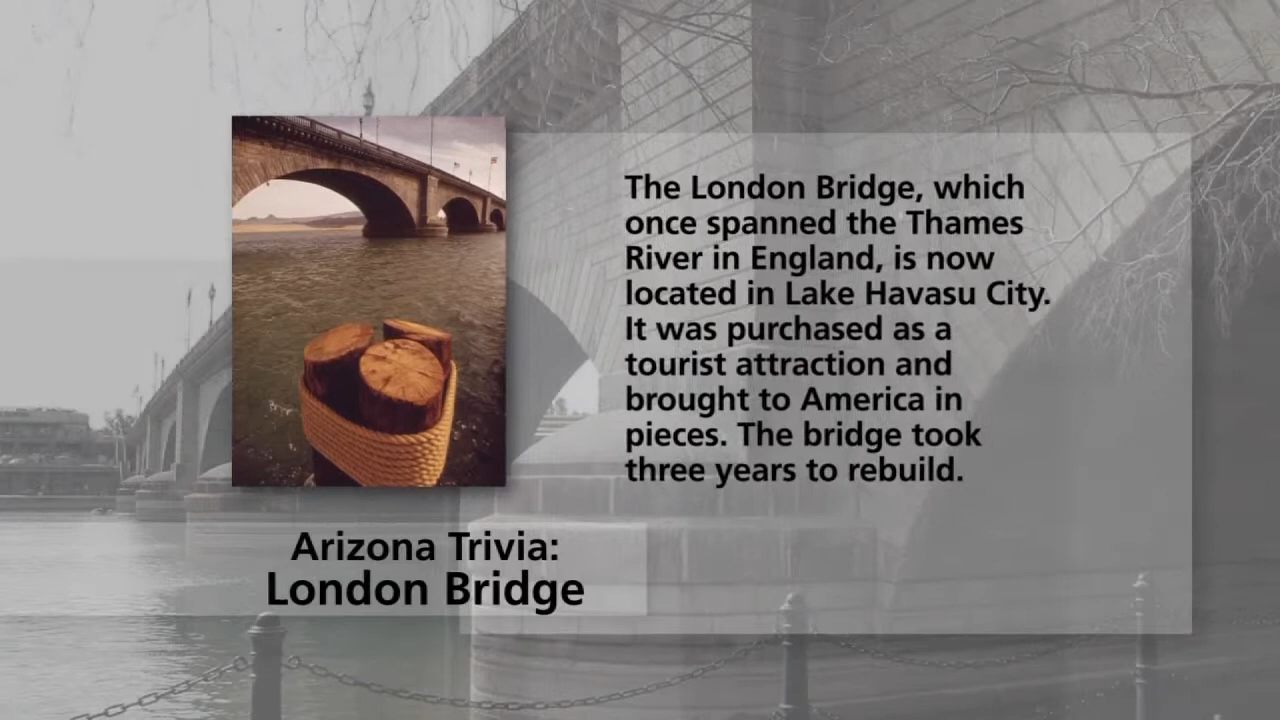 The London Bridge, which
once spanned the Thames
River in England, is now
located in Lake Havasu City.
It was purchased as a
tourist attraction and
brought to America in
pieces. The bridge took
three years to rebuild.
Arizona Trivia:
London Bridge